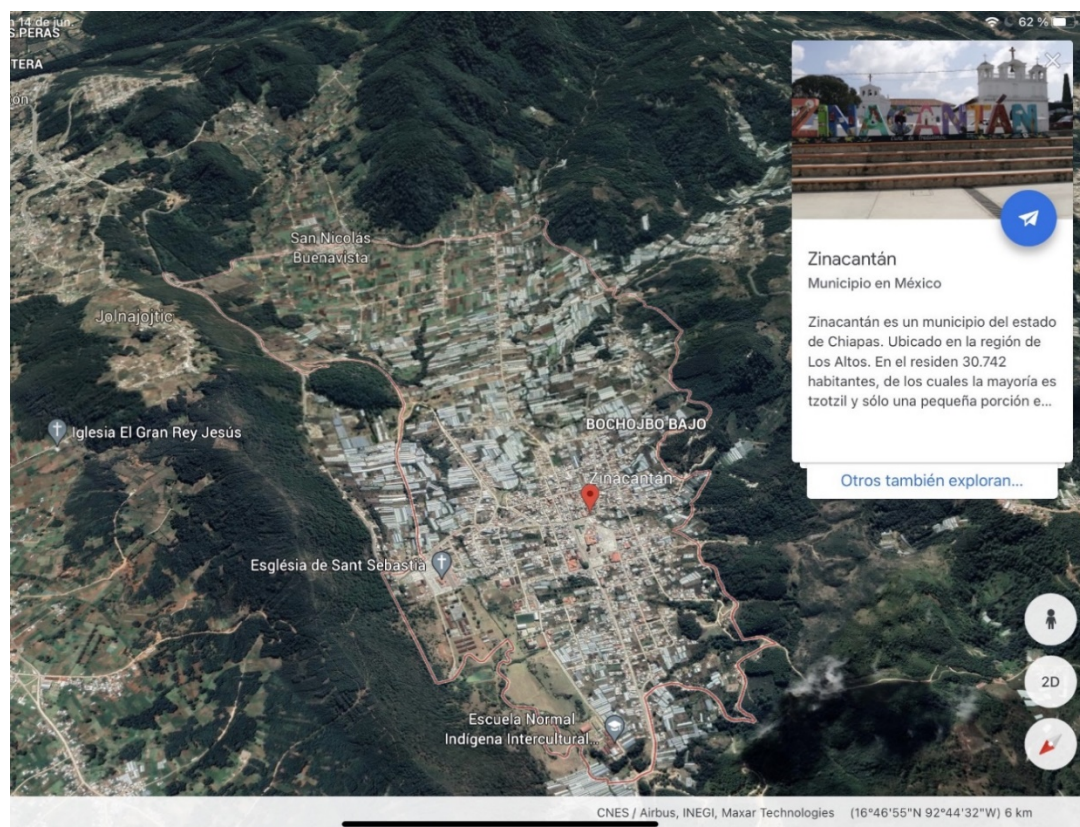 14 de jun.
62 %
S.PERAS
TERA
ZINACANTÁN
San Nicolás
Buenavista
Jolnajojtic
Iglesia El Gran Rey Jesús
BOCHOJBO BAJO
Zinacantán
Església de Sant Sebastià
Escuela Normal
Indígena Intercultural...
Zinacantán
Municipio en México
Zinacantán es un municipio del estado
de Chiapas. Ubicado en la región de
Los Altos. En el residen 30.742
habitantes, de los cuales la mayoría es
tzotzil y sólo una pequeña porción e...
Otros también exploran...
2D
CNES / Airbus, INEGI, Maxar Technologies (16°46'55"N 92°44'32"W) 6 km